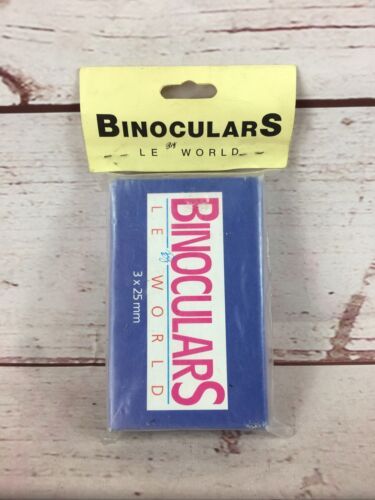 BINOCULARS
By
LE WORLD
BINOCULARS
By
LE WORLD
3 x 25 mm